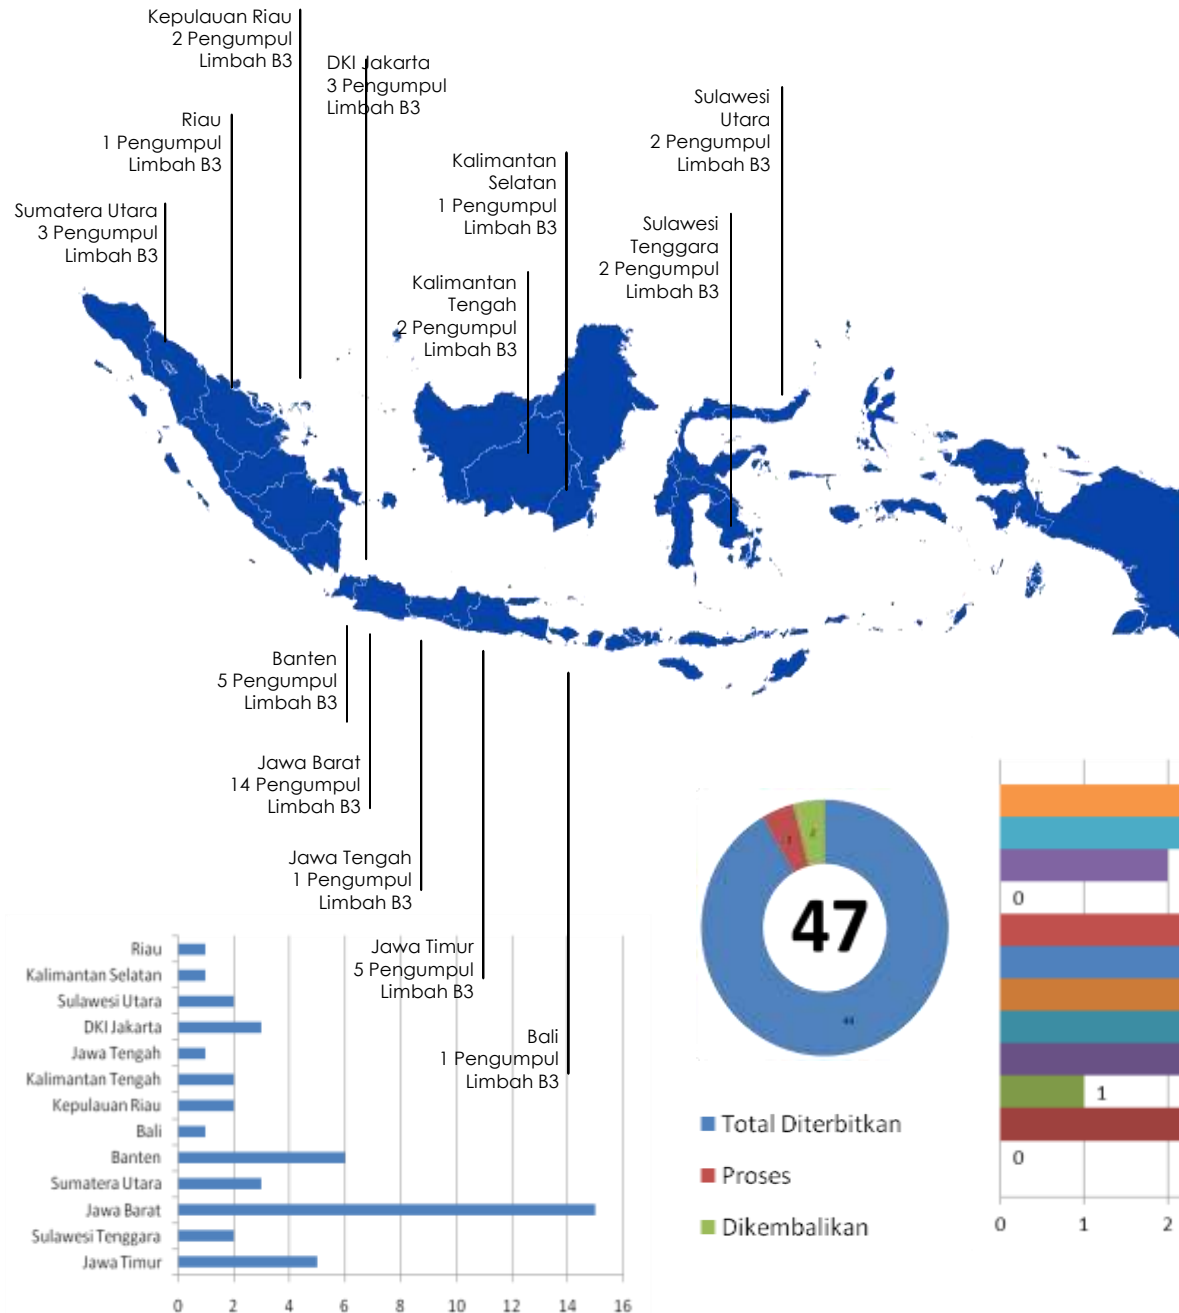 Kepulauan Riau
2 Pengumpul
Limbah B3
DKI Jakarta
3 Pengumpul
Limbah B3
Riau
1 Pengumpul
Limbah B3
Sulawesi
Utara
2 Pengumpul
Limbah B3
Kalimantan
Selatan
1 Pengumpul
Limbah B3
Sumatera Utara
3 Pengumpul
Limbah B3
Sulawesi
Tenggara
2 Pengumpul
Limbah B3
Kalimantan
Tengah
2 Pengumpul
Limbah B3
Banten
5 Pengumpul
Limbah B3
Jawa Barat
14 Pengumpul
Limbah B3
Jawa Tengah
1 Pengumpul
Limbah B3
Jawa Timur
5 Pengumpul
Limbah B3
Bali
1 Pengumpul
Limbah B3
Riau
Kalimantan Selatan
Sulawesi Utara
DKI Jakarta
Jawa Tengah
Kalimantan Tengah
Kepulauan Riau
Bali
Banten
Sumatera Utara
Jawa Barat
Sulawesi Tenggara
Jawa Timur
0 2 4 6 8 10 12 14 16
47
44
Total Diterbitkan
Proses
Dikembalikan
0
1
0
0 1 2